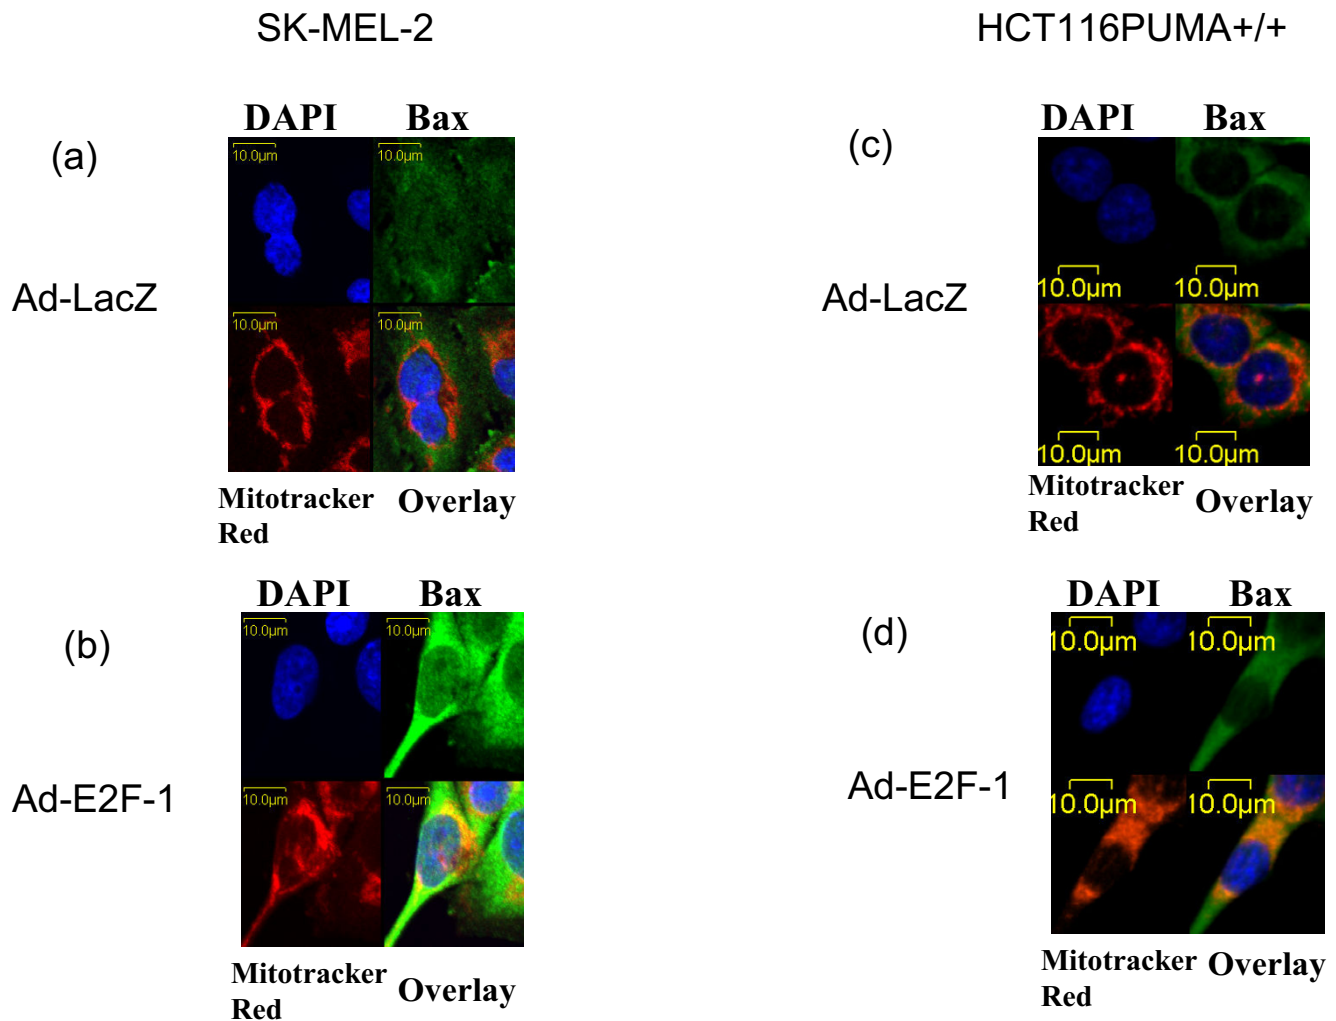 SK-MEL-2
HCT116PUMA+/+
(a)
DAPI Bax
10.0µm 10.0µm
Ad-LacZ
10.0µm 10.0µm
Mitotracker Red
Overlay
(c)
DAPI Bax
10.0µm 10.0µm
Ad-LacZ
10.0µm 10.0µm
Mitotracker Red
Overlay
(b)
DAPI Bax
10.0µm 10.0µm
Ad-E2F-1
10.0µm 10.0µm
Mitotracker Red
Overlay
(d)
DAPI Bax
10.0µm 10.0µm
Ad-E2F-1
10.0µm 10.0µm
Mitotracker Red
Overlay